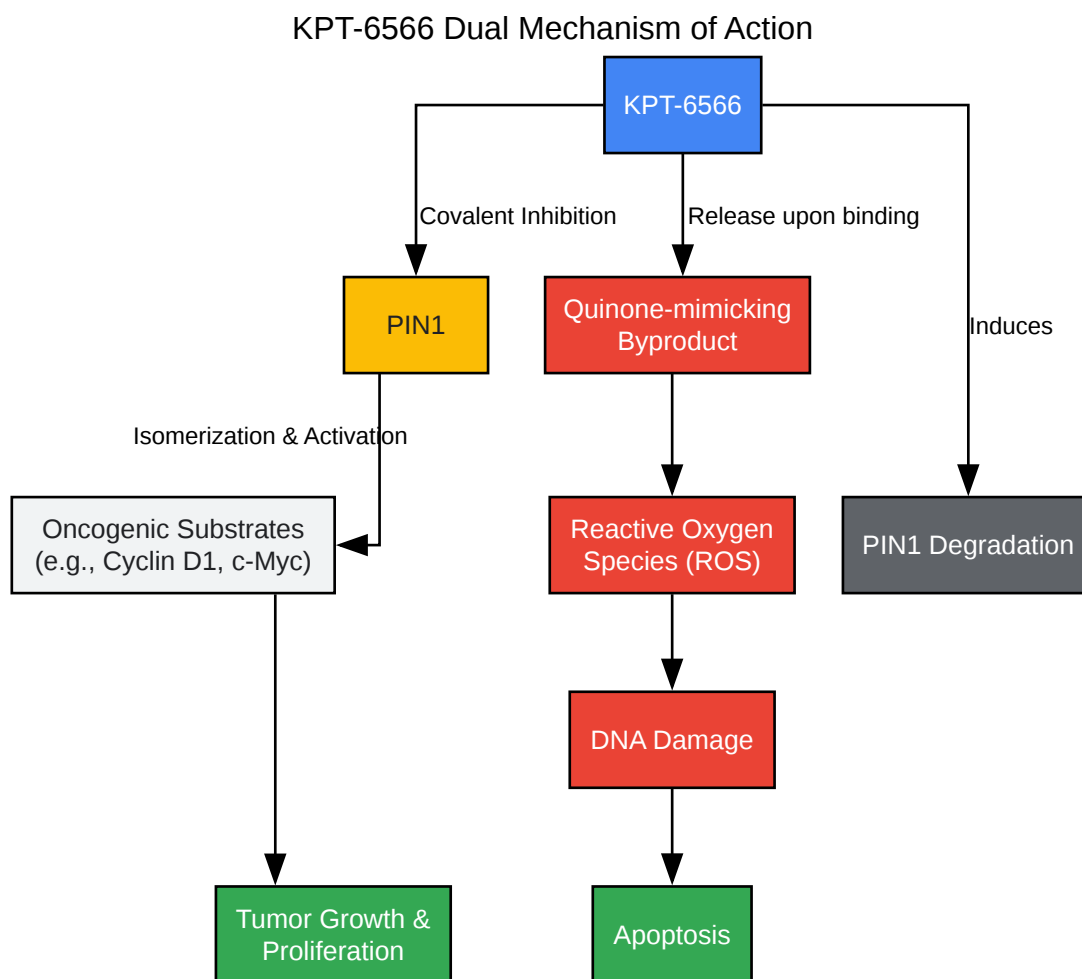 KPT-6566 Dual Mechanism of Action
KPT-6566
Covalent Inhibition
Release upon binding
PIN1
Quinone-mimicking
Byproduct
Induces
Isomerization & Activation
Oncogenic Substrates
(e.g., Cyclin D1, c-Myc)
Reactive Oxygen
Species (ROS)
PIN1 Degradation
DNA Damage
Tumor Growth &
Proliferation
Apoptosis